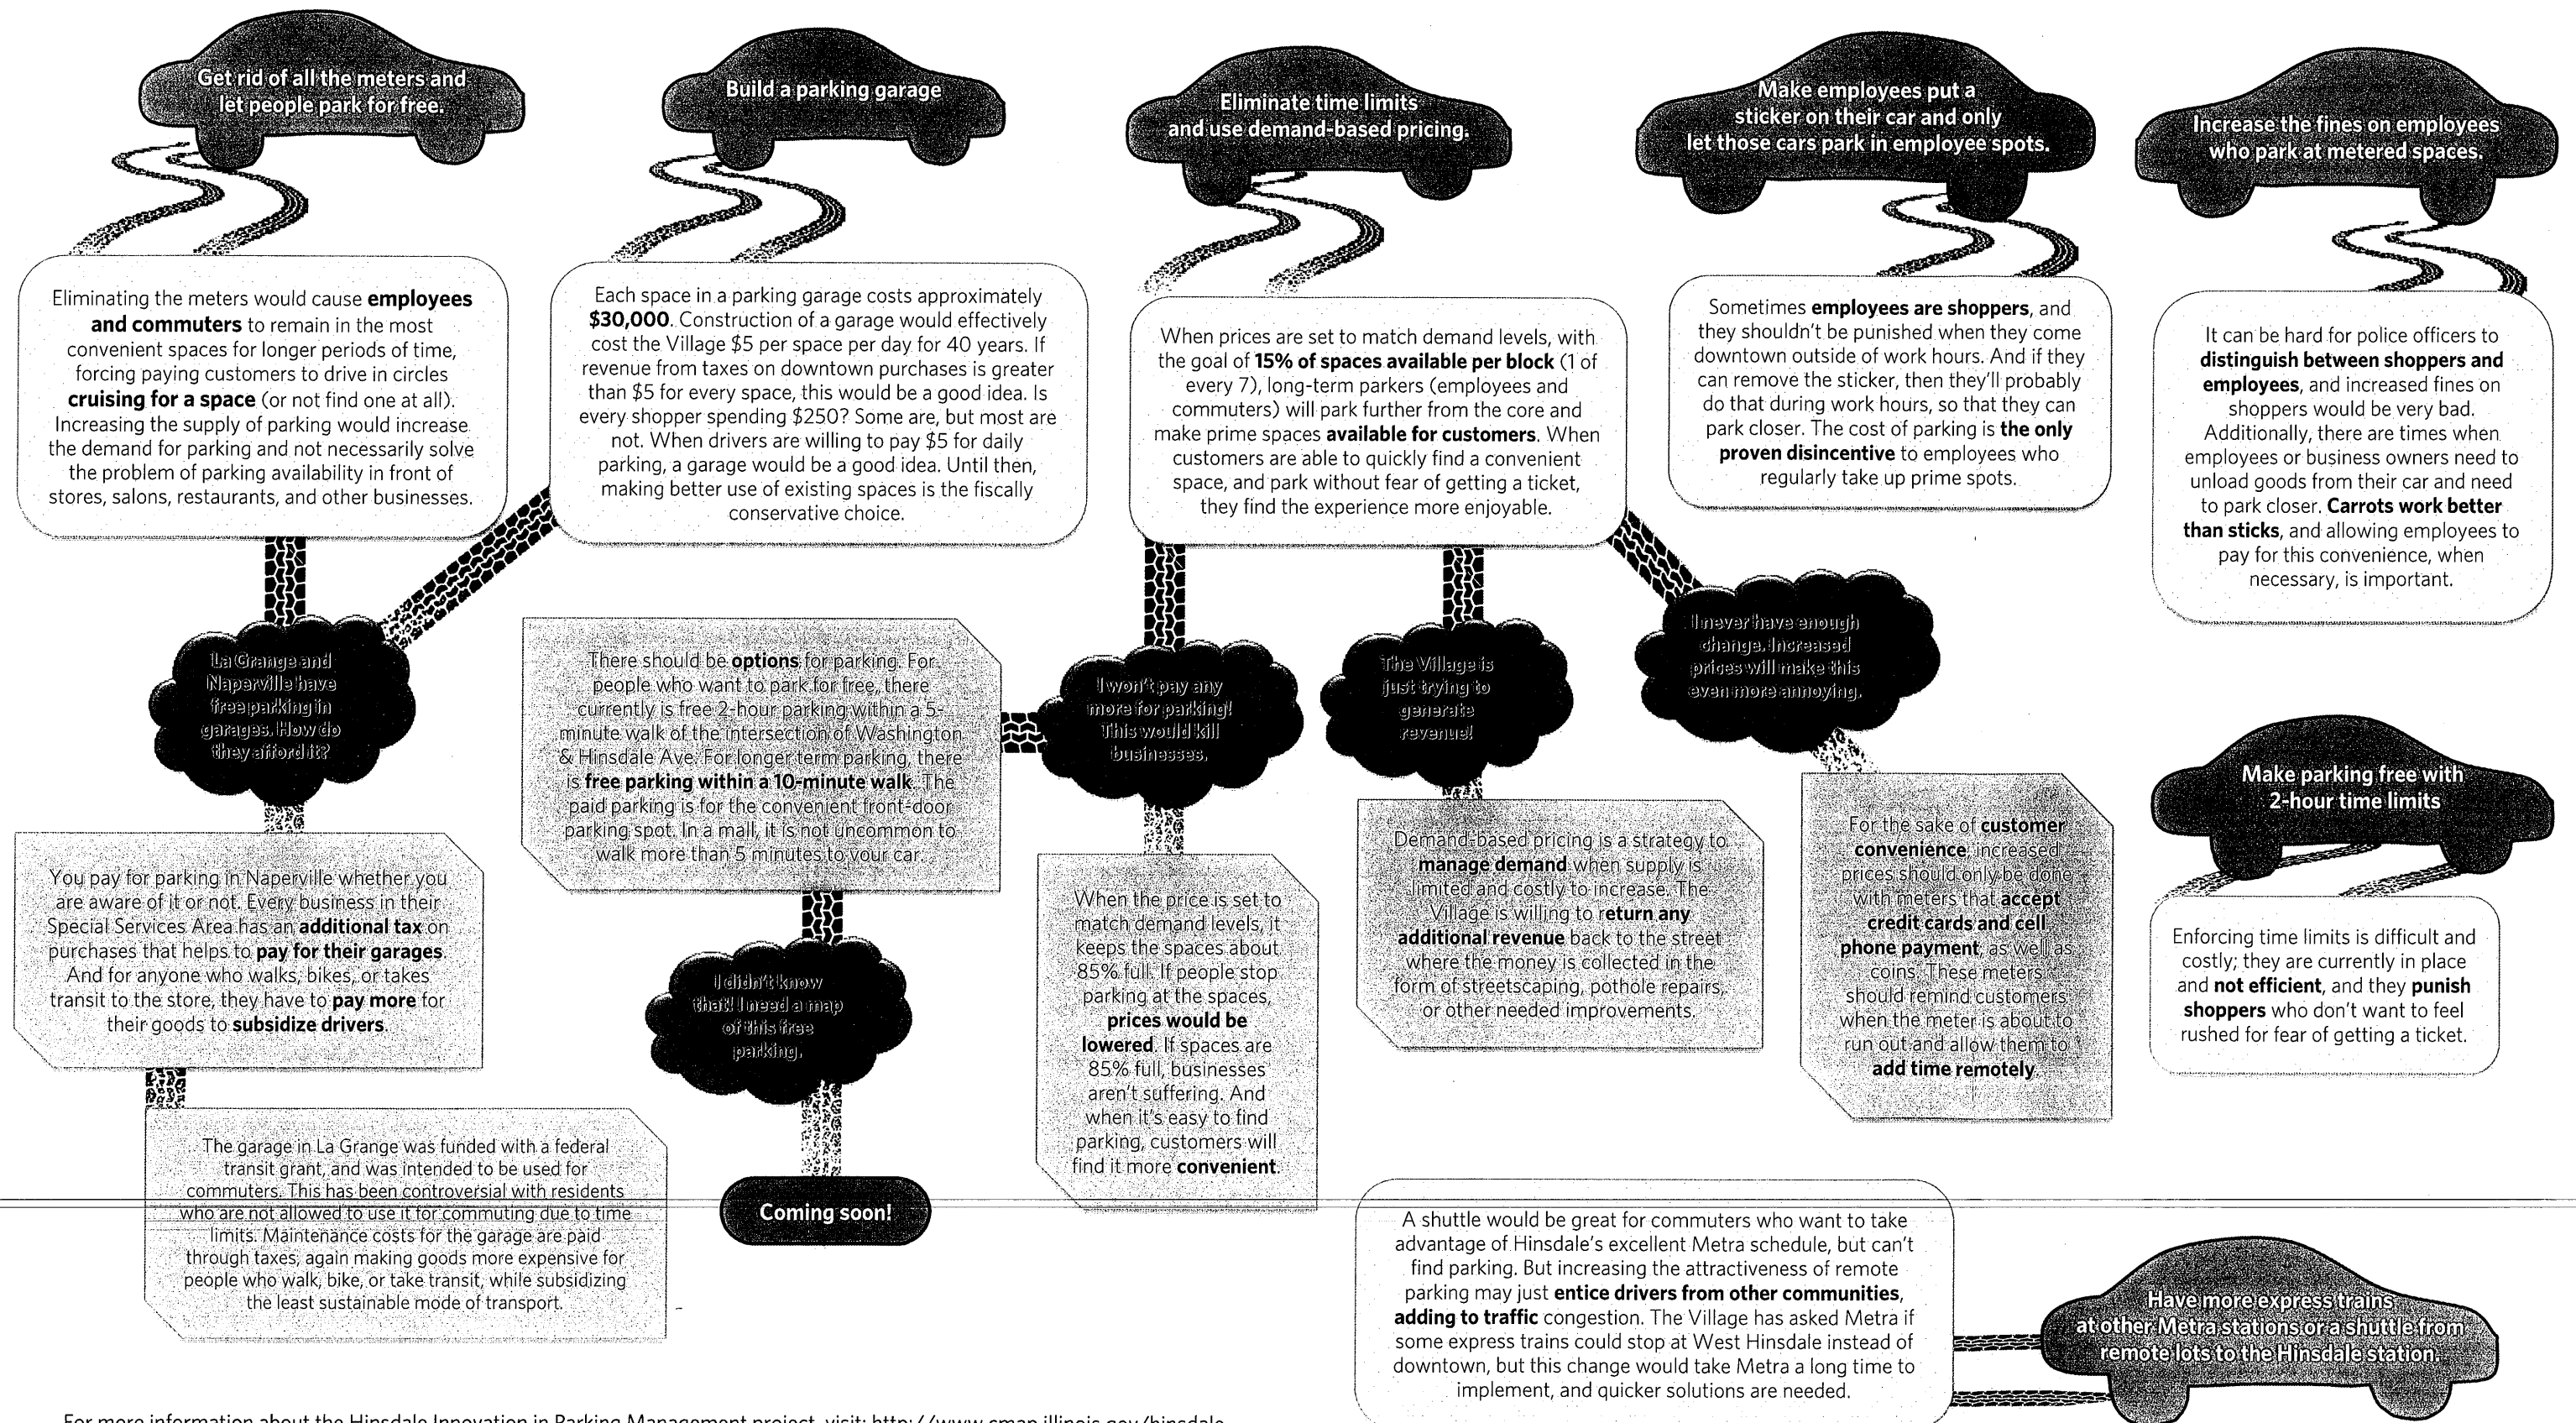 Get rid of all the meters and
let people park for free.
Build a parking garage
Eliminate time limits
and use demand-based pricing.
Make employees put a
sticker on their car and only
let those cars park in employee spots.
Increase the fines on employees
who park at metered spaces.
Eliminating the meters would cause employees
and commuters to remain in the most
convenient spaces for longer periods of time,
forcing paying customers to drive in circles
cruising for a space (or not find one at all).
Increasing the supply of parking would increase
the demand for parking and not necessarily solve
the problem of parking availability in front of
stores, salons, restaurants, and other businesses.
Each space in a parking garage costs approximately
$30,000. Construction of a garage would effectively
cost the Village $5 per space per day for 40 years. If
revenue from taxes on downtown purchases is greater
than $5 for every space, this would be a good idea. Is
every shopper spending $250? Some are, but most are
not. When drivers are willing to pay $5 for daily
parking, a garage would be a good idea. Until then,
making better use of existing spaces is the fiscally
conservative choice.
When prices are set to match demand levels, with
the goal of 15% of spaces available per block (1 of
every 7), long-term parkers (employees and
commuters) will park further from the core and
make prime spaces available for customers. When
customers are able to quickly find a convenient
space, and park without fear of getting a ticket,
they find the experience more enjoyable.
Sometimes employees are shoppers, and
they shouldn't be punished when they come
downtown outside of work hours. And if they
can remove the sticker, then they'll probably
do that during work hours, so that they can
park closer. The cost of parking is the only
proven disincentive to employees who
regularly take up prime spots.
It can be hard for police officers to
distinguish between shoppers and
employees, and increased fines on
shoppers would be very bad.
Additionally, there are times when
employees or business owners need to
unload goods from their car and need
to park closer. Carrots work better
than sticks, and allowing employees to
pay for this convenience, when
necessary, is important.
La Grange and
Naperville have
free parking in
garages. How do
they afford it?
There should be options for parking. For
people who want to park for free, there
currently is free 2-hour parking within a 5-
minute walk of the intersection of Washington
& Hinsdale Ave. For longer term parking, there
is free parking within a 10-minute walk. The
paid parking is for the convenient front-door
parking spot. In a mall, it is not uncommon to
walk more than 5 minutes to your car.
I won't pay any
more for parking!
This would kill
businesses.
The Village is
just trying to
generate
revenue!
I never have enough
change. Increased
prices will make this
even more annoying.
Make parking free with
2-hour time limits
You pay for parking in Naperville whether you
are aware of it or not. Every business in their
Special Services Area has an additional tax on
purchases that helps to pay for their garages.
And for anyone who walks, bikes, or takes
transit to the store, they have to pay more for
their goods to subsidize drivers.
I didn't know
that! I need a map
of this free
parking.
When the price is set to
match demand levels, it
keeps the spaces about
85% full. If people stop
parking at the spaces,
prices would be
lowered. If spaces are
85% full, businesses
aren't suffering. And
when it's easy to find
parking, customers will
find it more convenient.
Demand-based pricing is a strategy to
manage demand when supply is
limited and costly to increase. The
Village is willing to return any
additional revenue back to the street
where the money is collected in the
form of streetscaping, pothole repairs,
or other needed improvements.
For the sake of customer
convenience, increased
prices should only be done
with meters that accept
credit cards and cell
phone payment, as well as
coins. These meters
should remind customers
when the meter is about to
run out and allow them to
add time remotely.
Enforcing time limits is difficult and
costly; they are currently in place
and not efficient, and they punish
shoppers who don't want to feel
rushed for fear of getting a ticket.
The garage in La Grange was funded with a federal
transit grant, and was intended to be used for
commuters. This has been controversial with residents
who are not allowed to use it for commuting due to time
limits. Maintenance costs for the garage are paid
through taxes, again making goods more expensive for
people who walk, bike, or take transit, while subsidizing
the least sustainable mode of transport.
Coming soon!
A shuttle would be great for commuters who want to take
advantage of Hinsdale's excellent Metra schedule, but can't
find parking. But increasing the attractiveness of remote
parking may just entice drivers from other communities,
adding to traffic congestion. The Village has asked Metra if
some express trains could stop at West Hinsdale instead of
downtown, but this change would take Metra a long time to
implement, and quicker solutions are needed.
Have more express trains
at other Metra stations or a shuttle from
remote lots to the Hinsdale station.
For more information about the Hinsdale Innovation in Parking Management project, visit: http://www.cmap.illinois.gov/hinsdale